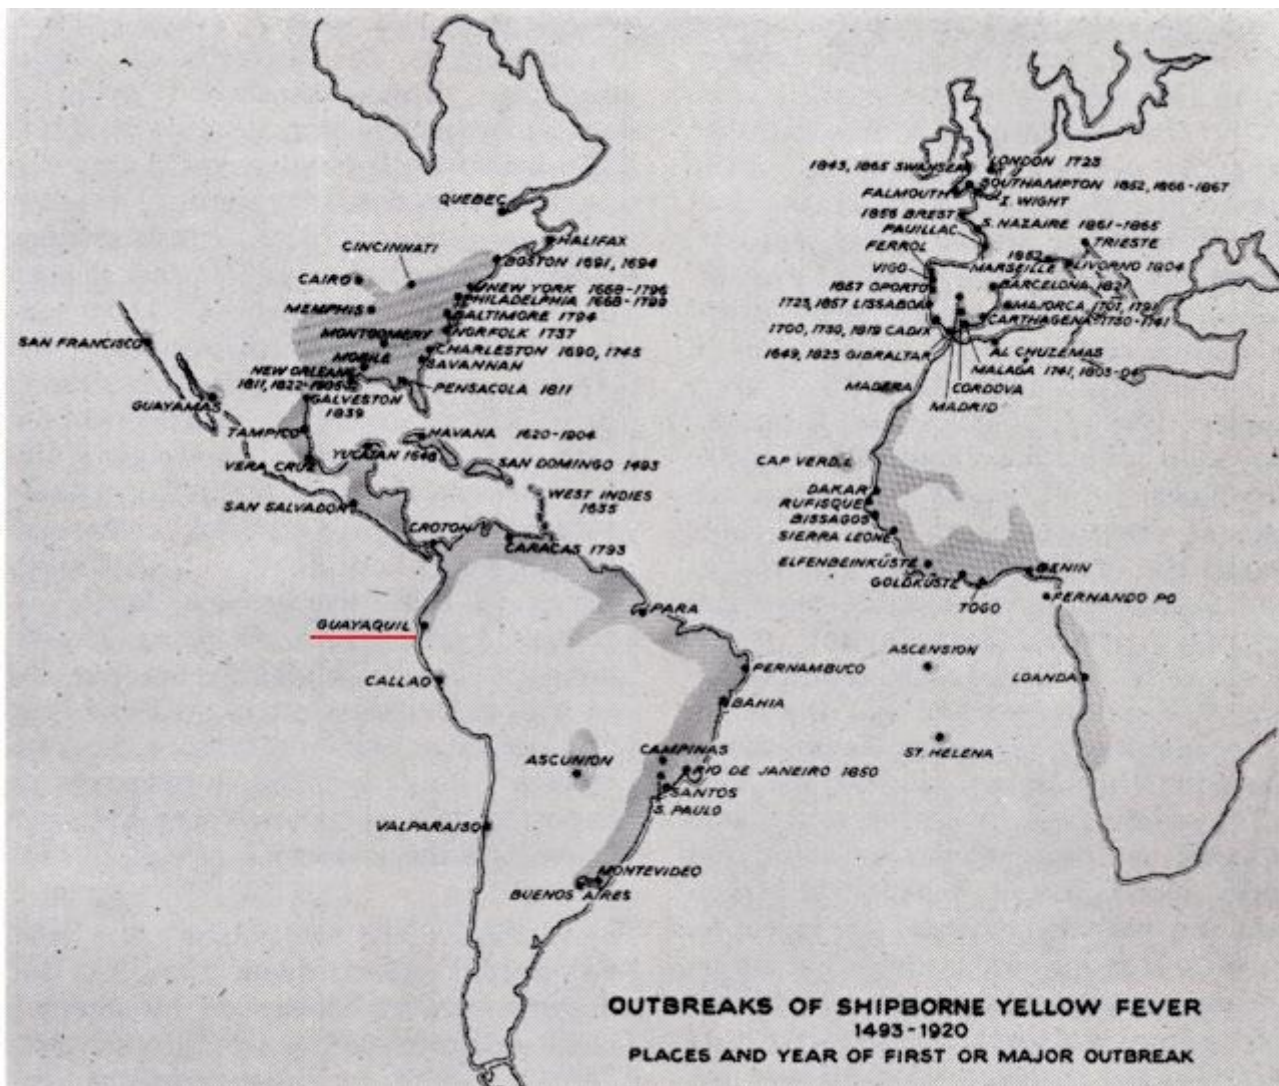 QUEBEC
HALIFAX
CINCINNATI
BOSTON 1691, 1694
CAIRO
NEW YORK 1668-1796
PHILADELPHIA 1668-1799
MEMPHIS
BALTIMORE 1794
MONTGOMERY
NORFOLK 1737
SAN FRANCISCO
CHARLESTON 1690, 1745
MOBILE
SAVANNAH
NEW ORLEANS
1811, 1822-1905
PENSACOLA 1811
GALVESTON
1839
GUAYAMAS
TAMPICO
HAVANA 1620-1904
YUCATAN 1648
VERA CRUZ
SAN DOMINGO 1493
SAN SALVADOR
WEST INDIES
1635
CROTON
CARACAS 1793
PARA
GUAYAQUIL
CALLAO
PERNAMBUCO
BAHIA
CAMPINAS
ASCUNION
RIO DE JANEIRO 1850
SANTOS
S. PAULO
VALPARAISO
MONTEVIDEO
BUENOS AIRES
LONDON 1723
1843, 1865 SWANSEA
SOUTHAMPTON 1852, 1866-1867
FALMOUTH
I. WIGHT
1856 BREST
S. NAZAIRE 1861-1865
PAUILLAC
TRIESTE
FERROL
MARSEILLE
LIVORNO 1804
VIGO
BARCELONA 1821
1857 OPORTO
MAJORCA
1723, 1857 LISSABOA
CARTHAGENA
1700, 1730, 1819 CADIX
AL CHUZEMAS
1649, 1825 GIBRALTAR
MALAGA 1741, 1803-04
MADERA
CORDOVA
MADRID
CAP VERDE
DAKAR
RUFISQUE
BISSAGOS
SIERRA LEONE
ELFENBEINKÜSTE
BENIN
GOLDKÜSTE
TOGO
FERNANDO PO
ASCENSION
LOANDA
ST. HELENA
OUTBREAKS OF SHIPBORNE YELLOW FEVER
1493-1920
PLACES AND YEAR OF FIRST OR MAJOR OUTBREAK